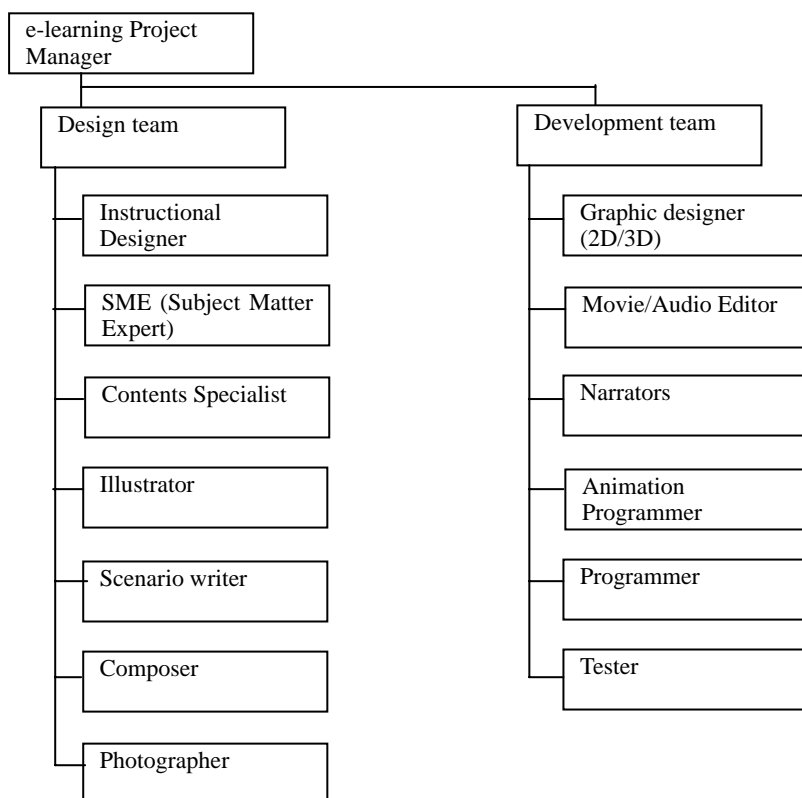 e-learning Project
Manager
Design team
Instructional
Designer
SME (Subject Matter
Expert)
Contents Specialist
Illustrator
Scenario writer
Composer
Photographer
Development team
Graphic designer
(2D/3D)
Movie/Audio Editor
Narrators
Animation
Programmer
Programmer
Tester